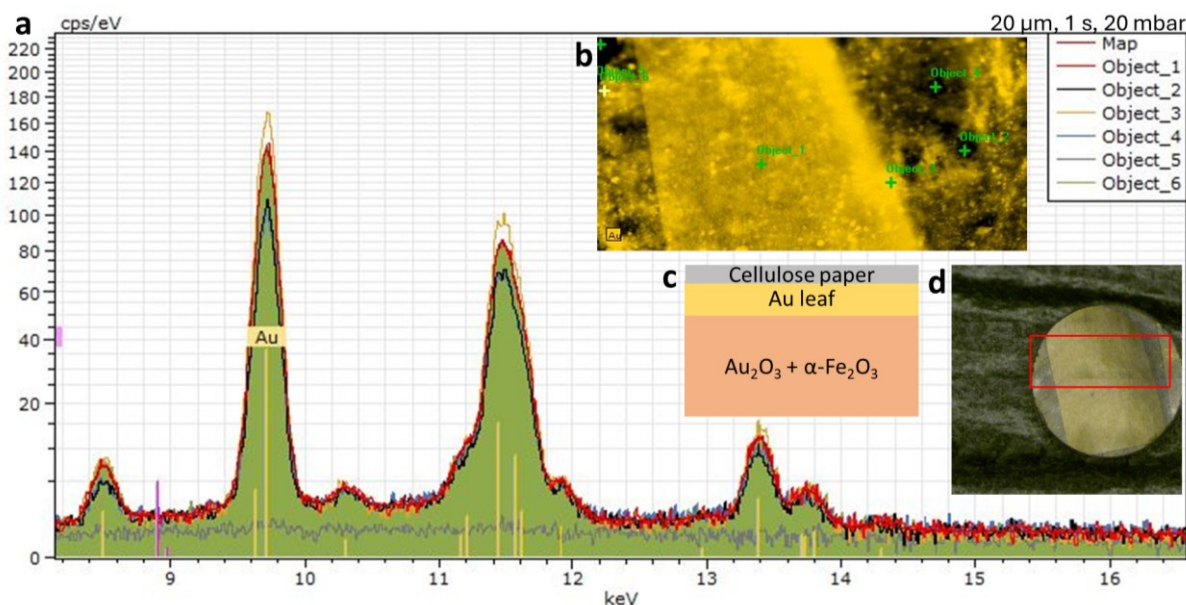 a
cps/eV
20 µm, 1 s, 20 mbar
220
200
180
160
140
120
100
80
60
40
20
0
Au
9
10
11
12
13
14
15
16
keV
b
Object_1
Au
Map
Object_1
Object_2
Object_3
Object_4
Object_5
Object_6
c
Cellulose paper
Au leaf
Au₂O₃ + α-Fe₂O₃
d